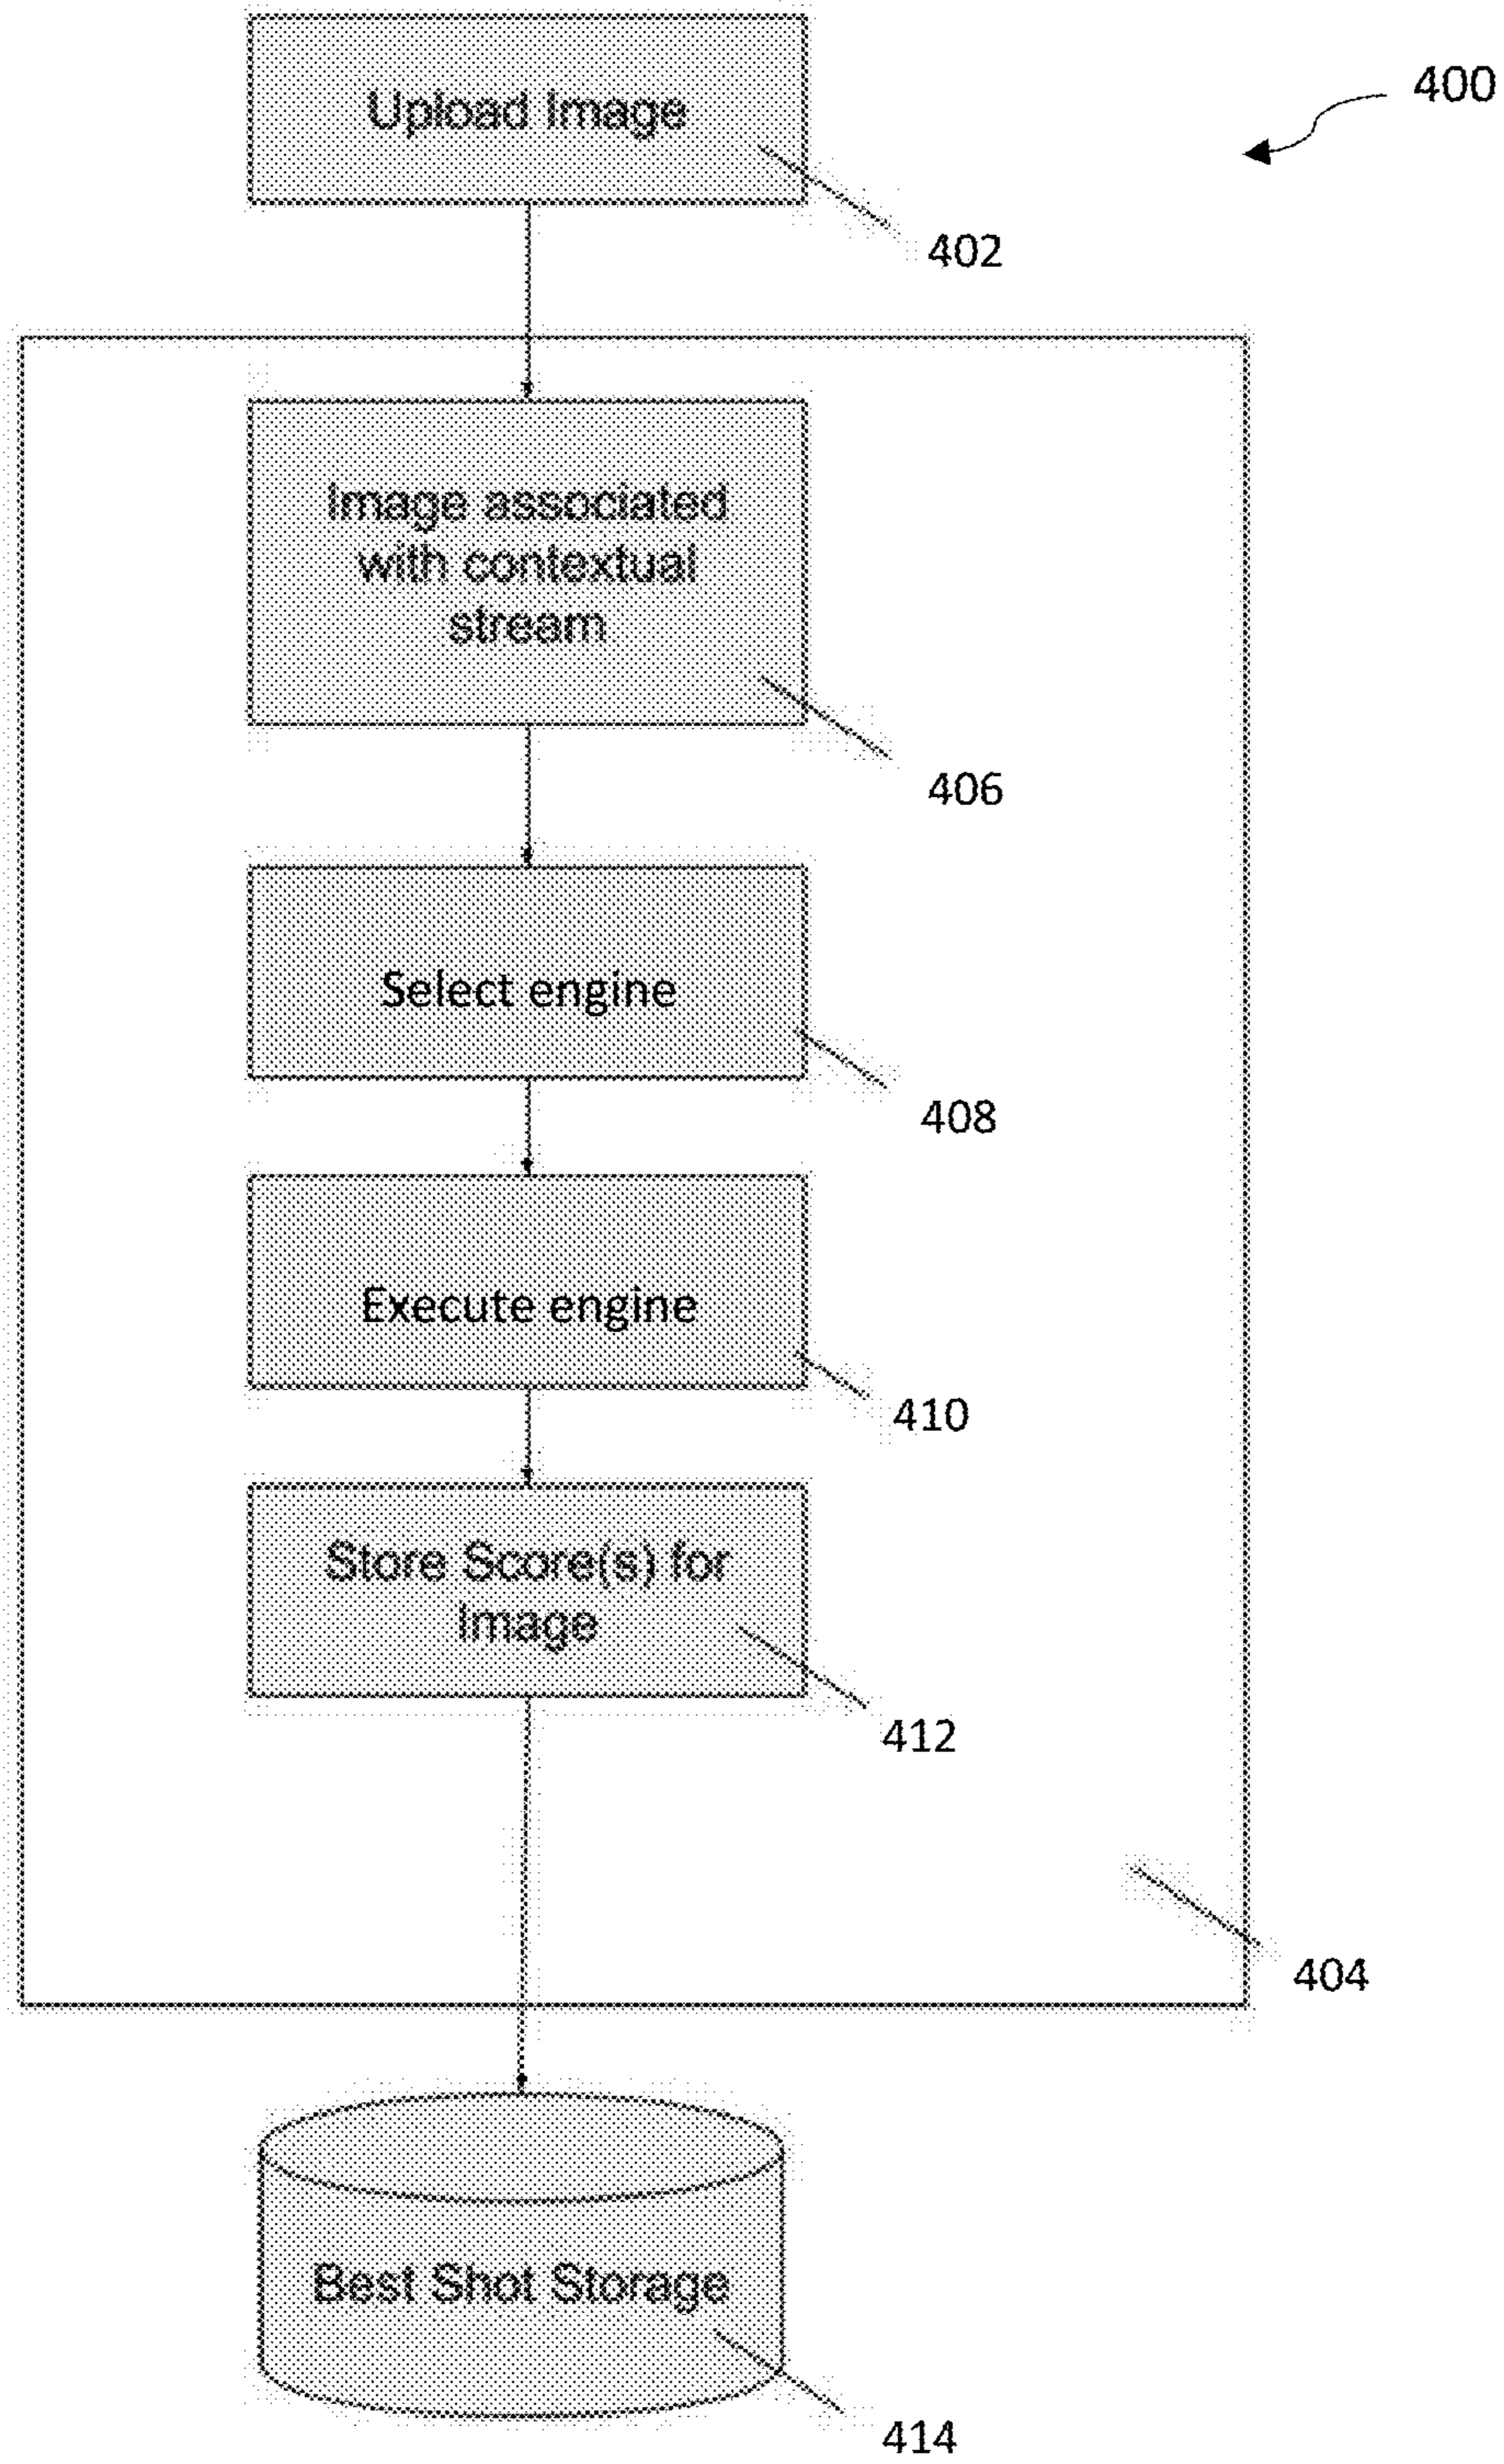 Upload Image
400
402
Image associated
with contextual
stream
406
Select engine
408
Execute engine
410
Store Score(s) for
Image
412
404
Best Shot Storage
414